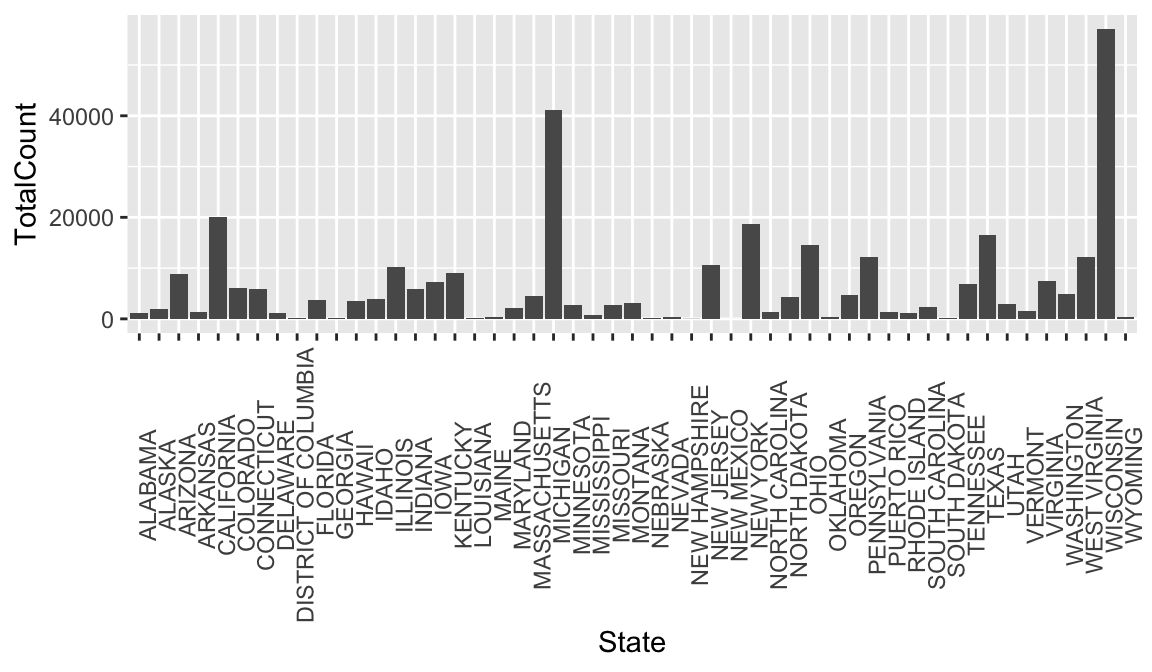 TotalCount
40000
20000
0
ALABAMA
ALASKA
ARIZONA
ARKANSAS
CALIFORNIA
COLORADO
CONNECTICUT
DELAWARE
DISTRICT OF COLUMBIA
FLORIDA
GEORGIA
HAWAII
IDAHO
ILLINOIS
INDIANA
IOWA
KENTUCKY
LOUISIANA
MAINE
MARYLAND
MASSACHUSETTS
MICHIGAN
MINNESOTA
MISSISSIPPI
MISSOURI
MONTANA
NEBRASKA
NEVADA
NEW HAMPSHIRE
NEW JERSEY
NEW MEXICO
NEW YORK
NORTH CAROLINA
NORTH DAKOTA
OHIO
OKLAHOMA
OREGON
PENNSYLVANIA
PUERTO RICO
RHODE ISLAND
SOUTH CAROLINA
SOUTH DAKOTA
TENNESSEE
TEXAS
UTAH
VERMONT
VIRGINIA
WASHINGTON
WEST VIRGINIA
WISCONSIN
WYOMING
State